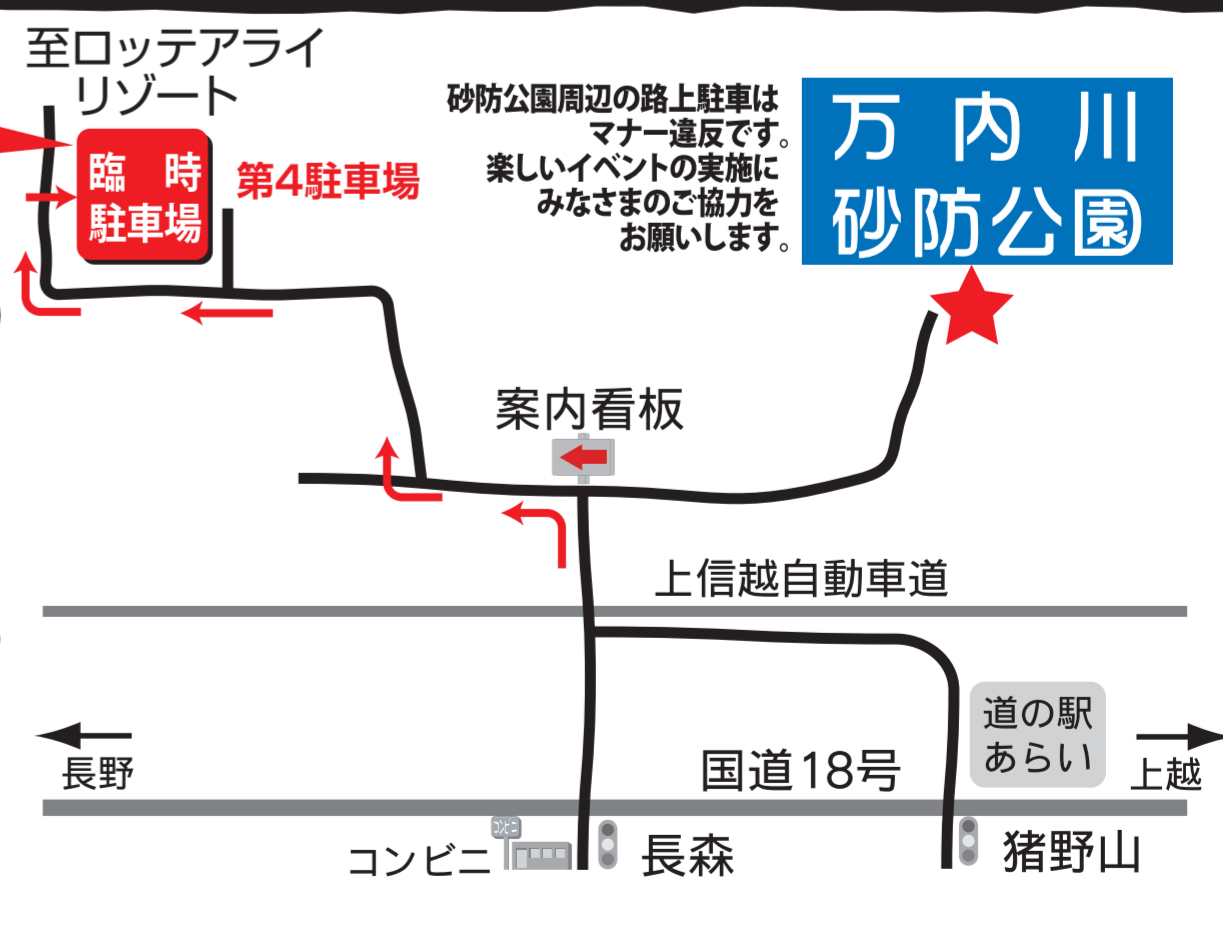 至ロッテアライ
リゾート
臨 時
駐車場
第4駐車場
砂防公園周辺の路上駐車は
マナー違反です。
楽しいイベントの実施に
みなさまのご協力を
お願いします。
万内川
砂防公園
案内看板
上信越自動車道
道の駅
あらい
長野
国道18号
上越
コンビニ
コンビニ
長森
猪野山